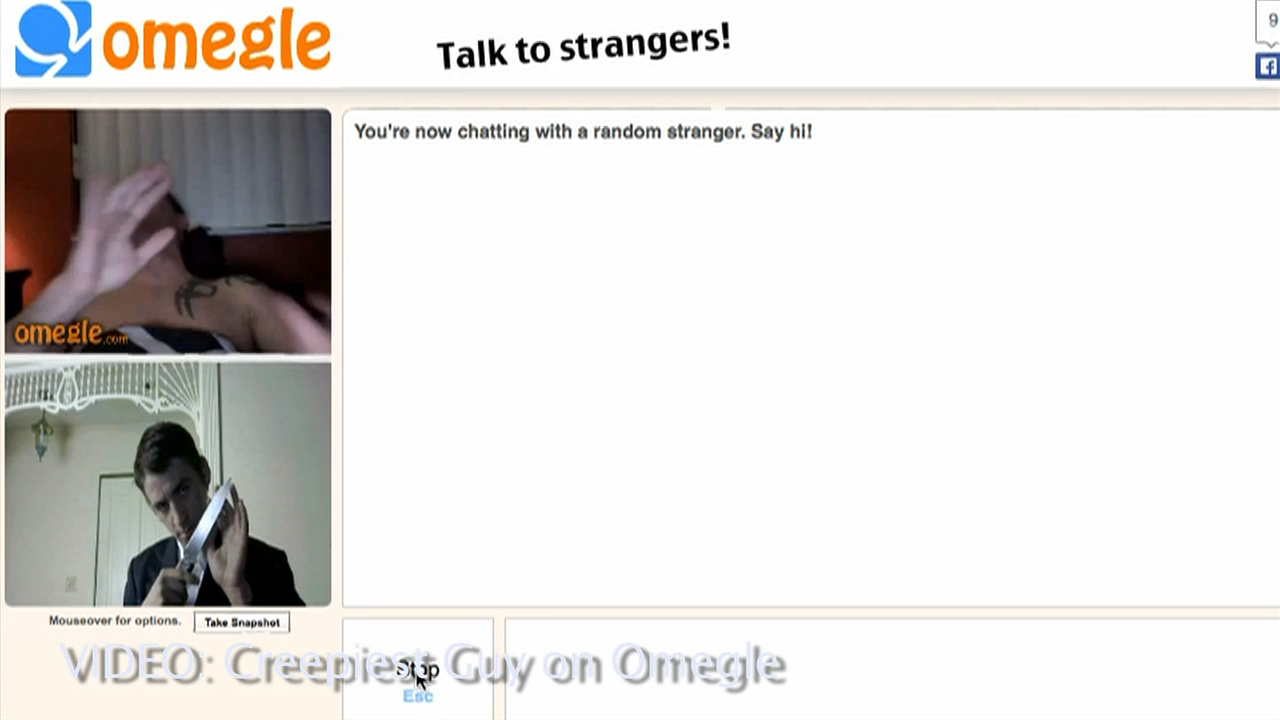 omegle
Talk to strangers!
9
You're now chatting with a random stranger. Say hi!
omegle.com
Mouseover for options.
Take Snapshot
Stop
Esc
VIDEO: Creepiest Guy on Omegle